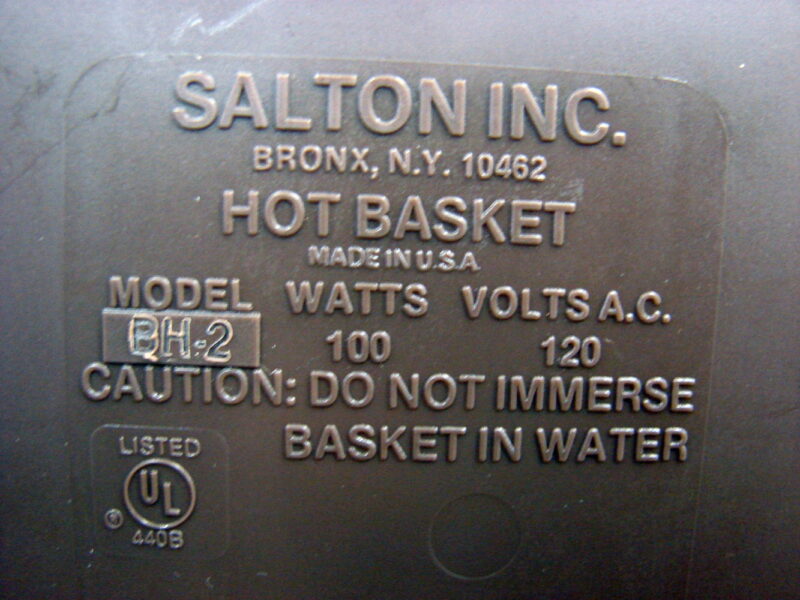 SALTON INC.
BRONX, N.Y. 10462
HOT BASKET
MADE IN U.S.A.
MODEL WATTS VOLTS A.C.
BH-2 100 120
CAUTION: DO NOT IMMERSE
BASKET IN WATER
LISTED
UL
®
440B